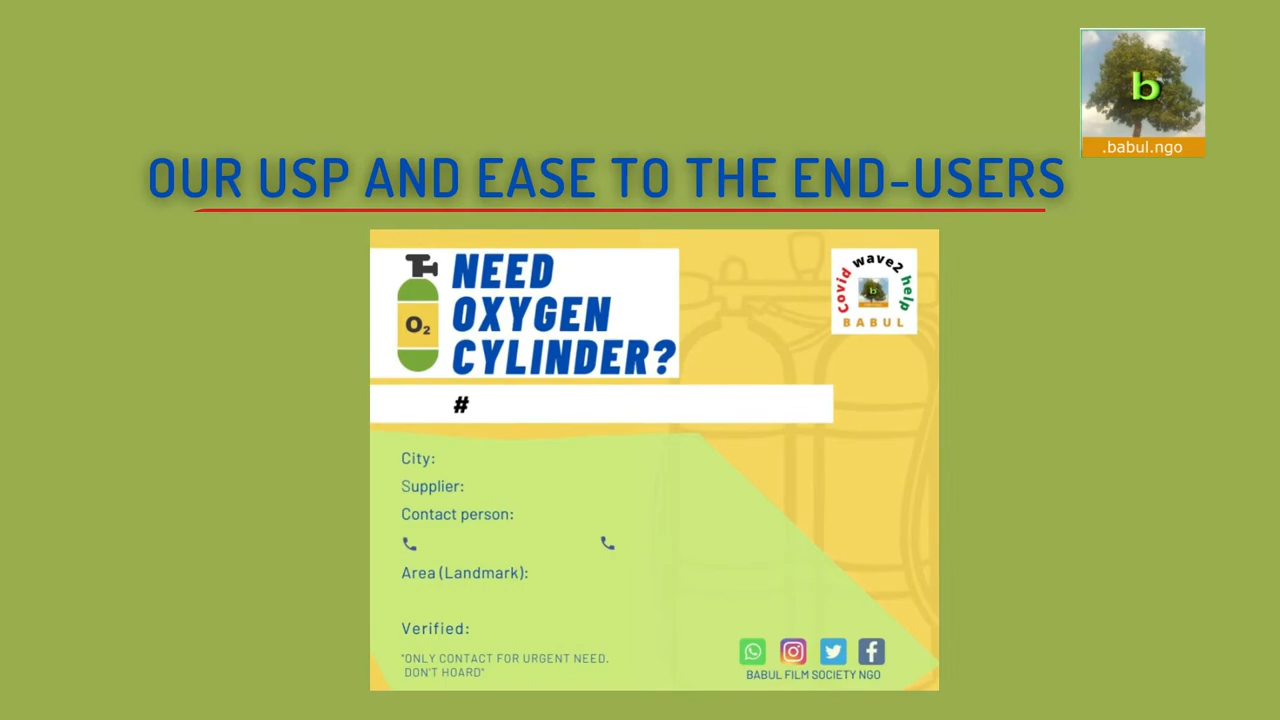 b
.babul.ngo
OUR USP AND EASE TO THE END-USERS
O2
NEED
OXYGEN
CYLINDER?
Covid wave2 help
b
BABUL
#
City:
Supplier:
Contact person:
Area (Landmark):
Verified:
"ONLY CONTACT FOR URGENT NEED.
DON'T HOARD"
BABUL FILM SOCIETY NGO